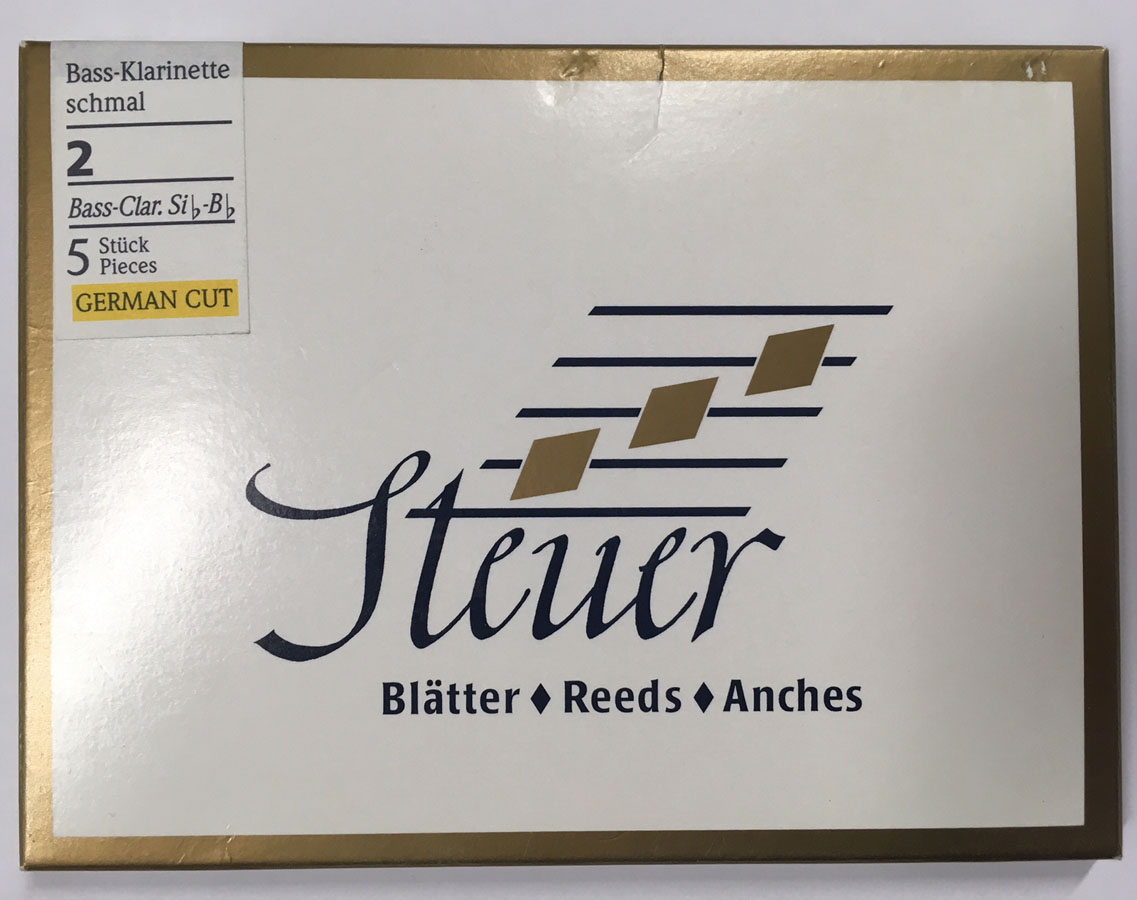 Bass-Klarinette
schmal
2
Bass-Clar. Si♭-B♭
5 Stück
Pieces
GERMAN CUT
Steuer
Blätter ♦ Reeds ♦ Anches